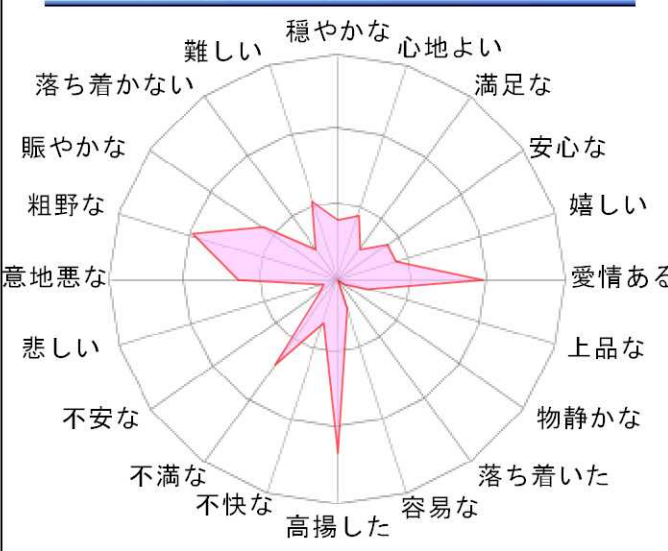 穏やかな
心地よい
満足な
安心な
嬉しい
愛情ある
上品な
物静かな
落ち着いた
容易な
高揚した
不快な
不満な
不安な
悲しい
意地悪な
粗野な
賑やかな
落ち着かない
難しい